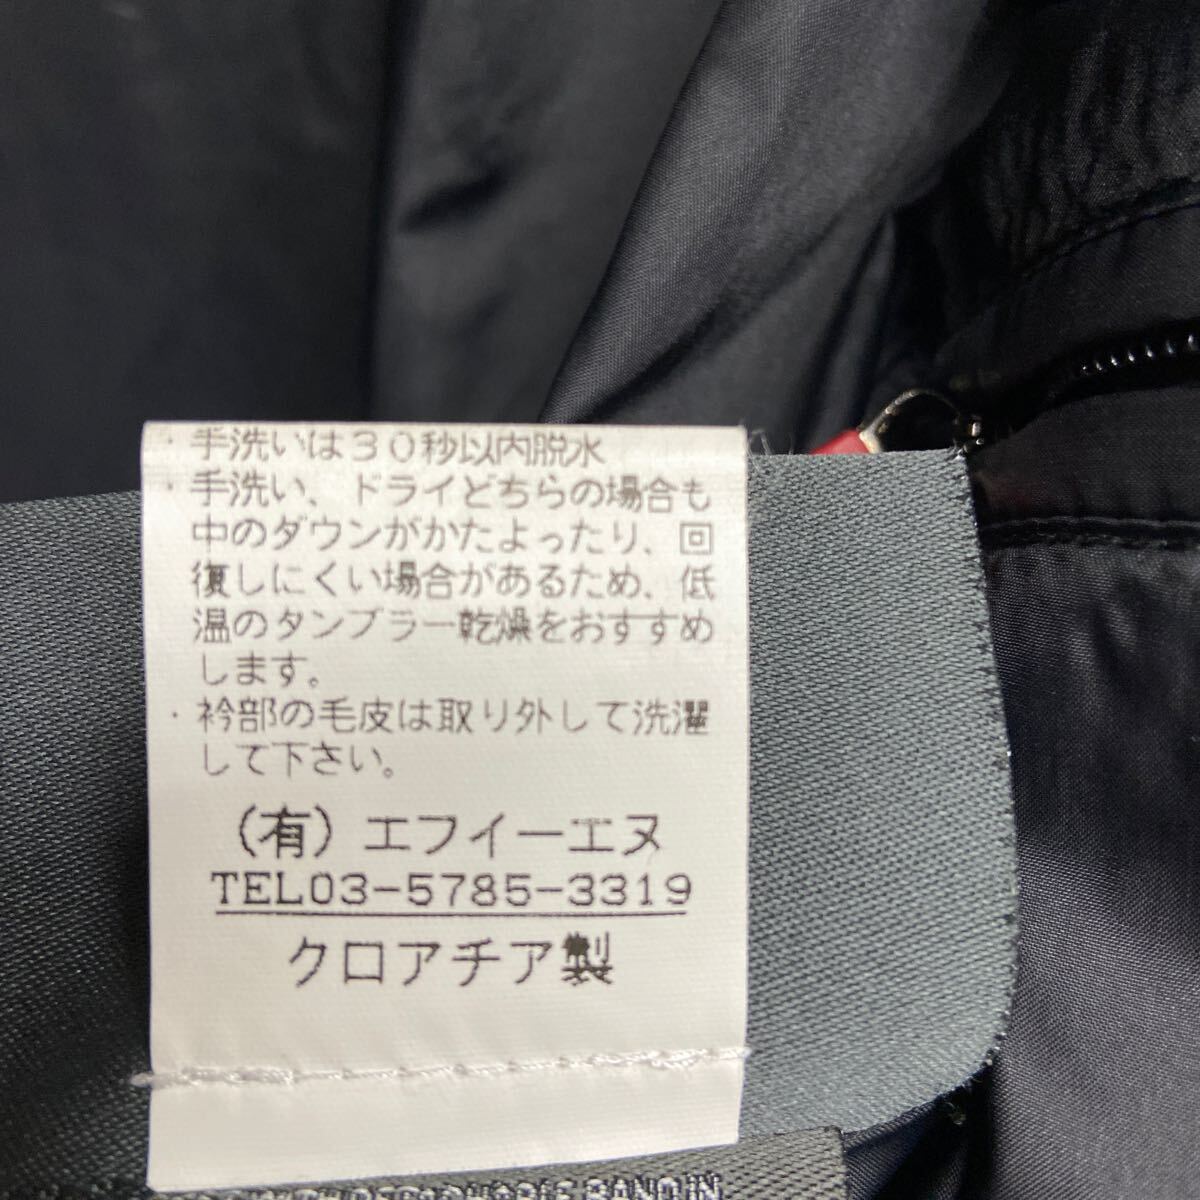 ・手洗いは30秒以内脱水
・手洗い、ドライどちらの場合も
中のダウンがかたよったり、回
復しにくい場合があるため、低
温のタンブラー乾燥をおすすめ
します。
・衿部の毛皮は取り外して洗濯
して下さい。
(有)エフイーエヌ
TEL03-5785-3319
クロアチア製
BAND IN